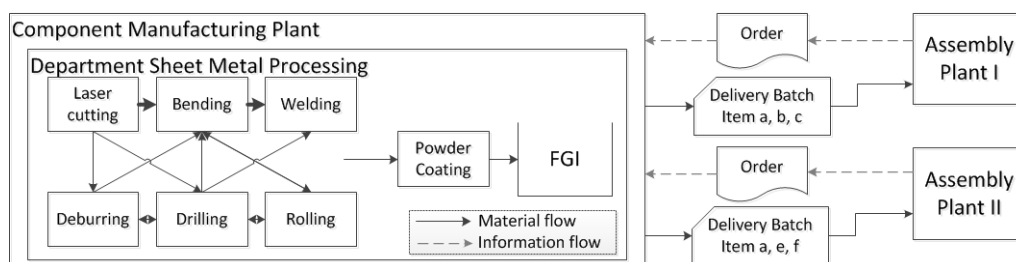 Component Manufacturing Plant
Department Sheet Metal Processing
Laser
cutting
Bending
Welding
Deburring
Drilling
Rolling
Powder
Coating
FGI
Material flow
Information flow
Order
Delivery Batch
Item a, b, c
Assembly
Plant I
Order
Delivery Batch
Item a, e, f
Assembly
Plant II